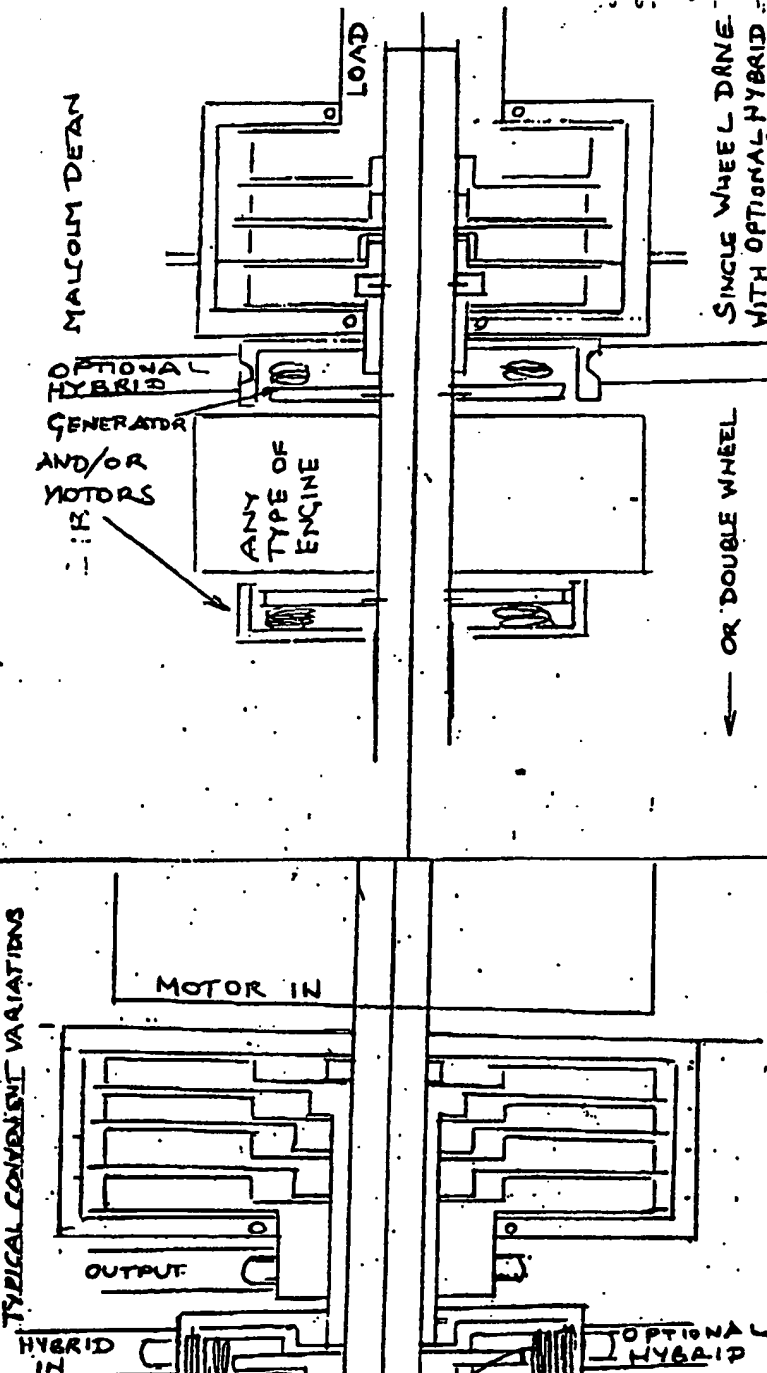 LOAD
MALCOLM DEAN
SINGLE WHEEL DRIVE
WITH OPTIONAL HYBRID
OPTIONAL
HYBRID
GENERATOR
AND/OR
MOTORS
ANY
TYPE OF
ENGINE
OR DOUBLE WHEEL
TYPICAL CONVENIENT VARIATIONS
MOTOR IN
OUTPUT
HYBRID
IN
OPTIONAL
HYBRID